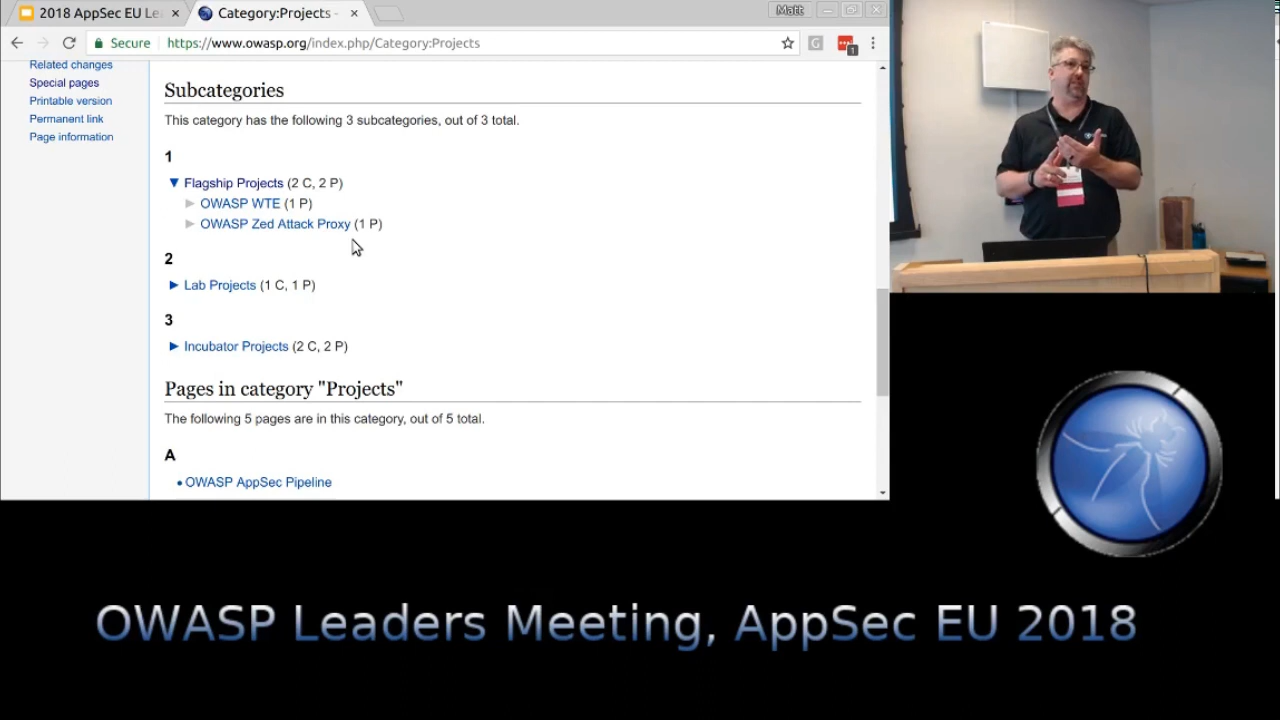 2018 AppSec EU Le
Category:Projects -
Matt
Secure
https://www.owasp.org/index.php/Category:Projects
G
1
Related changes
Special pages
Printable version
Permanent link
Page information
Subcategories
This category has the following 3 subcategories, out of 3 total.
1
▼ Flagship Projects (2 C, 2 P)
► OWASP WTE (1 P)
► OWASP Zed Attack Proxy (1 P)
2
► Lab Projects (1 C, 1 P)
3
► Incubator Projects (2 C, 2 P)
Pages in category "Projects"
The following 5 pages are in this category, out of 5 total.
A
• OWASP AppSec Pipeline
OWASP Leaders Meeting, AppSec EU 2018